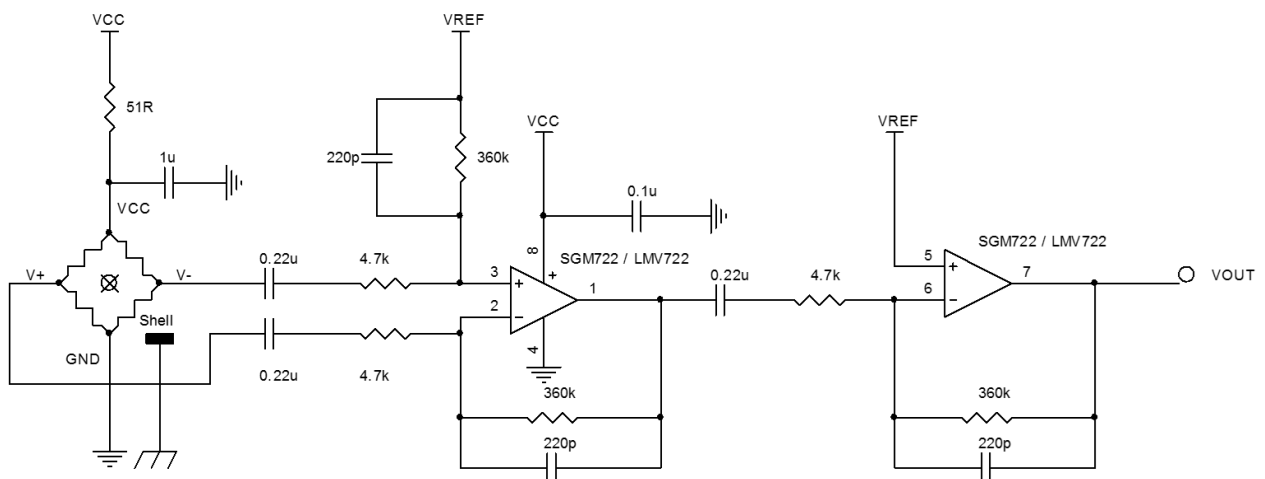 VCC
VREF
51R
VCC
VREF
220p
360k
1u
0.1u
VCC
8
SGM722 / LMV722
SGM722 / LMV722
V+
V-
0.22u
4.7k
3
+
+
1
0.22u
4.7k
5
+
7
VOUT
2
−
6
−
Shell
GND
0.22u
4.7k
4
360k
360k
220p
220p